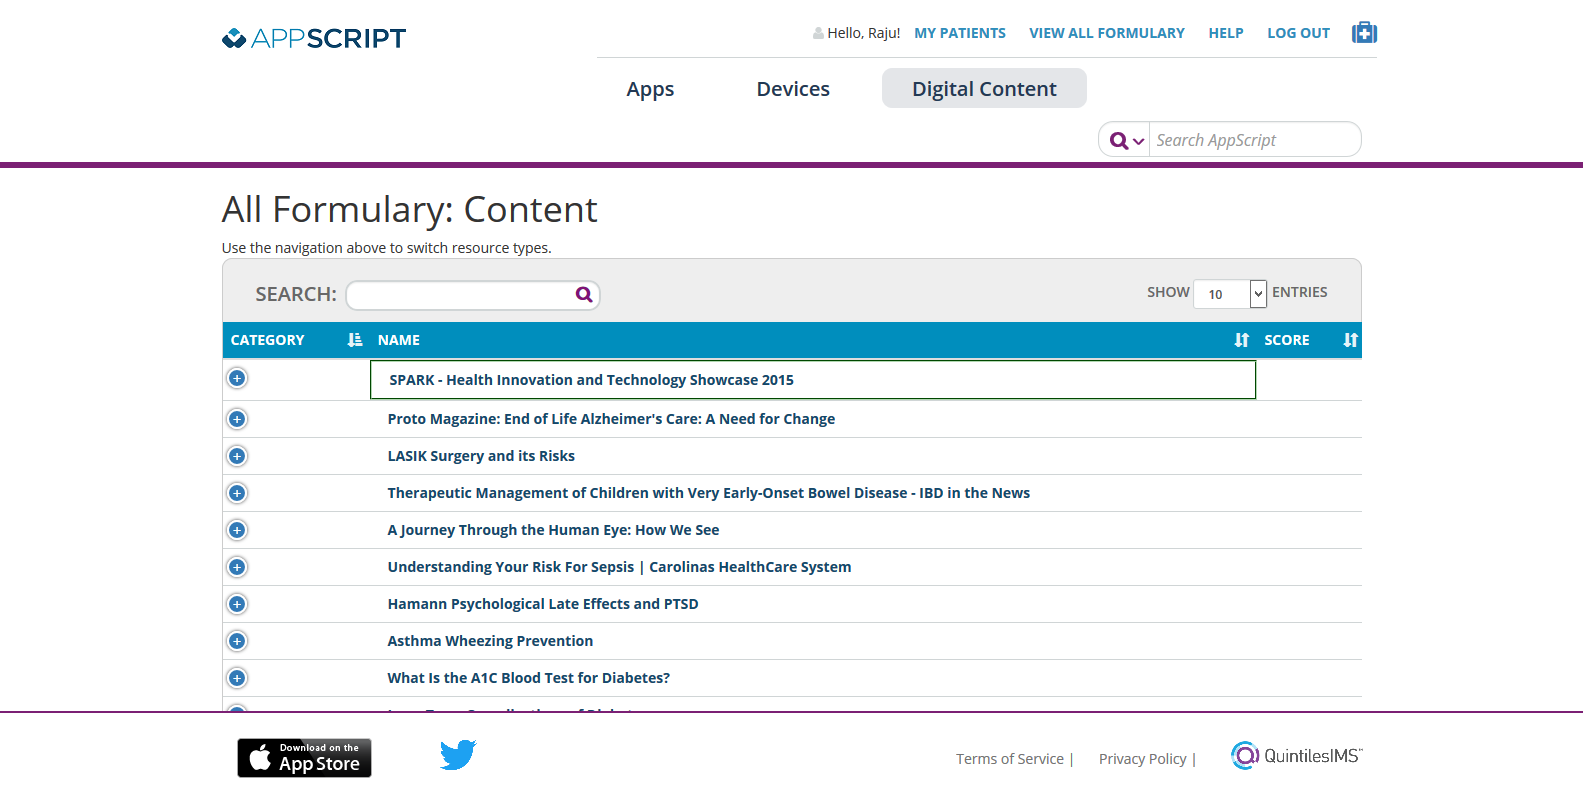 APPSCRIPT
Hello, Raju! MY PATIENTS VIEW ALL FORMULARY HELP LOG OUT
Apps Devices Digital Content
Search AppScript
All Formulary: Content
Use the navigation above to switch resource types.
SEARCH: SHOW 10 ENTRIES
CATEGORY NAME SCORE
SPARK - Health Innovation and Technology Showcase 2015
Proto Magazine: End of Life Alzheimer's Care: A Need for Change
LASIK Surgery and its Risks
Therapeutic Management of Children with Very Early-Onset Bowel Disease - IBD in the News
A Journey Through the Human Eye: How We See
Understanding Your Risk For Sepsis | Carolinas HealthCare System
Hamann Psychological Late Effects and PTSD
Asthma Wheezing Prevention
What Is the A1C Blood Test for Diabetes?
Download on the
App Store
Terms of Service | Privacy Policy | QuintilesIMS™